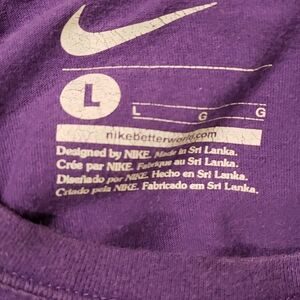 L L G G
nikebetterworld.com
Designed by NIKE. Made in Sri Lanka.
Crée par NIKE. Fabrique au Sri Lanka.
Diseñado por NIKE. Hecho en Sri Lanka.
Criado pela NIKE. Fabricado em Sri Lanka.